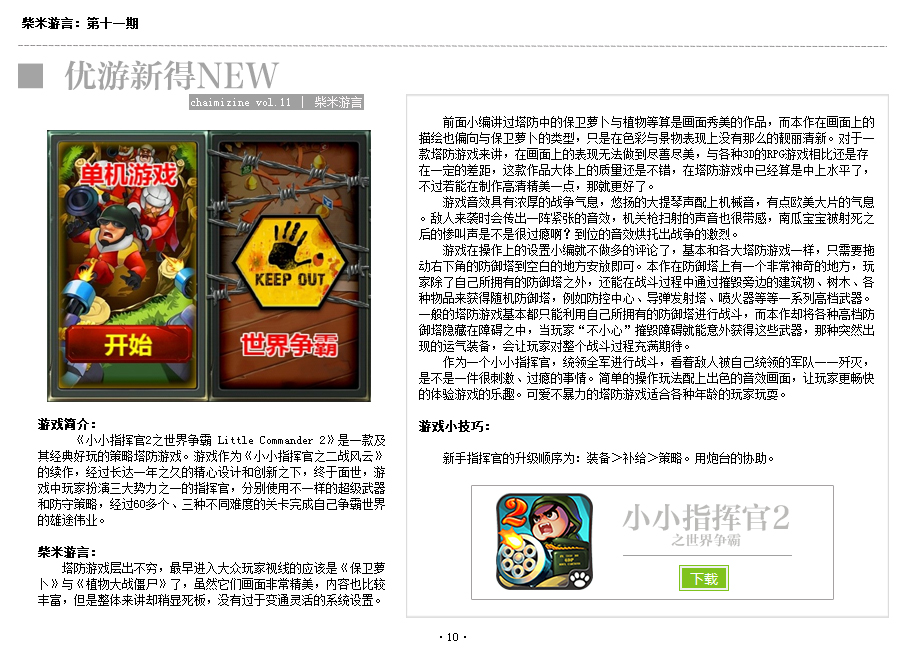 柴米游言：第十一期
优游新得NEW
chaimizine vol.11 | 柴米游言
单机游戏
开始
KEEP OUT
世界争霸
游戏简介：
《小小指挥官2之世界争霸 Little Commander 2》是一款及
其经典好玩的策略塔防游戏。游戏作为《小小指挥官之二战风云》
的续作，经过长达一年之久的精心设计和创新之下，终于面世，游
戏中玩家扮演三大势力之一的指挥官，分别使用不一样的超级武器
和防守策略，经过60多个、三种不同难度的关卡完成自己争霸世界
的雄途伟业。
柴米游言：
塔防游戏层出不穷，最早进入大众玩家视线的应该是《保卫萝
卜》与《植物大战僵尸》了，虽然它们画面非常精美，内容也比较
丰富，但是整体来讲却稍显死板，没有过于变通灵活的系统设置。
前面小编讲过塔防中的保卫萝卜与植物等算是画面秀美的作品，而本作在画面上的
描绘也偏向与保卫萝卜的类型，只是在色彩与景物表现上没有那么的靓丽清新。对于一
款塔防游戏来讲，在画面上的表现无法做到尽善尽美，与各种3D的RPG游戏相比还是存
在一定的差距，这款作品大体上的质量还是不错，在塔防游戏中已经算是中上水平了，
不过若能在制作高清精美一点，那就更好了。
游戏音效具有浓厚的战争气息，悠扬的大提琴声配上机械音，有点欧美大片的气息
。敌人来袭时会传出一阵紧张的音效，机关枪扫射的声音也很带感，南瓜宝宝被射死之
后的惨叫声是不是很过瘾啊？到位的音效烘托出战争的激烈。
游戏在操作上的设置小编就不做多的评论了，基本和各大塔防游戏一样，只需要拖
动右下角的防御塔到空白的地方安放即可。本作在防御塔上有一个非常神奇的地方，玩
家除了自己所拥有的防御塔之外，还能在战斗过程中通过摧毁旁边的建筑物、树木、各
种物品来获得随机防御塔，例如防控中心、导弹发射塔、喷火器等等一系列高档武器。
一般的塔防游戏基本都只能利用自己所拥有的防御塔进行战斗，而本作却将各种高档防
御塔隐藏在障碍之中，当玩家“不小心”摧毁障碍就能意外获得这些武器，那种突然出
现的运气装备，会让玩家对整个战斗过程充满期待。
作为一个小小指挥官，统领全军进行战斗，看着敌人被自己统领的军队一一歼灭，
是不是一件很刺激、过瘾的事情。简单的操作玩法配上出色的音效画面，让玩家更畅快
的体验游戏的乐趣。可爱不暴力的塔防游戏适合各种年龄的玩家玩耍。
游戏小技巧：
新手指挥官的升级顺序为：装备＞补给＞策略。用炮台的协助。
2
小小指挥官2
之世界争霸
下载
·10·